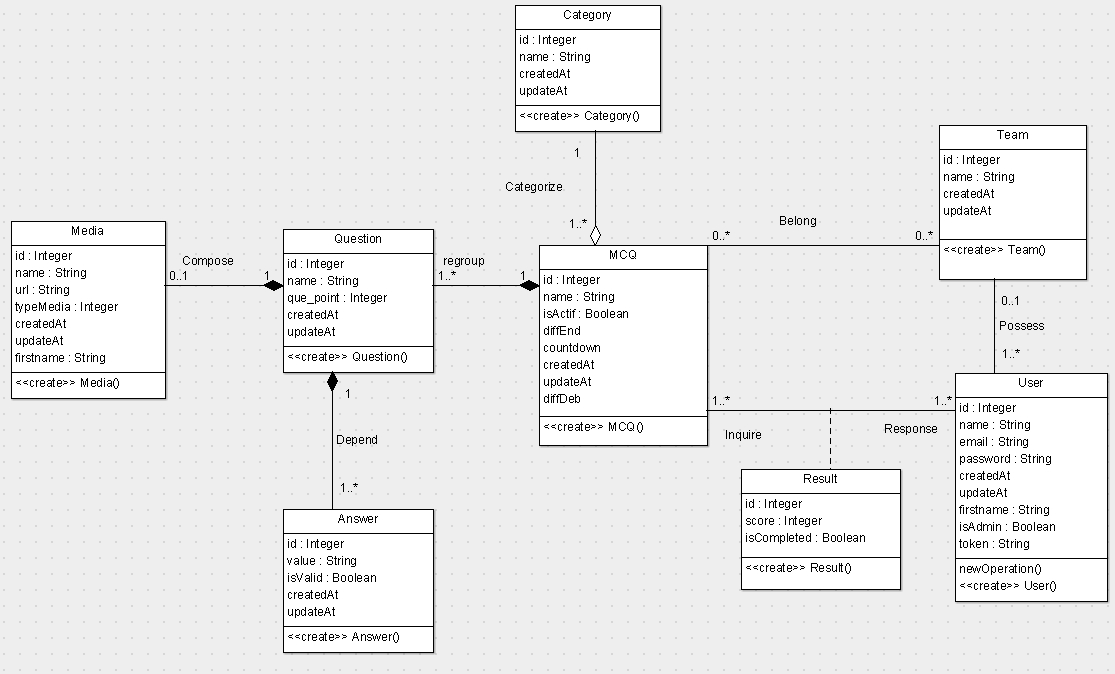 Category
id : Integer
name : String
createdAt
updateAt
<<create>> Category()
1
Categorize
1..*
Team
id : Integer
name : String
createdAt
updateAt
<<create>> Team()
Belong
0..*
0..*
Media
id : Integer
name : String
url : String
typeMedia : Integer
createdAt
updateAt
firstname : String
<<create>> Media()
Compose
0..1
1
Question
id : Integer
name : String
que_point : Integer
createdAt
updateAt
<<create>> Question()
regroup
1..*
1
MCQ
id : Integer
name : String
isActif : Boolean
diffEnd
countdown
createdAt
updateAt
diffDeb
<<create>> MCQ()
0..1
Possess
1..*
1
Depend
1..*
1..*
1..*
Inquire
Response
User
id : Integer
name : String
email : String
password : String
createdAt
updateAt
firstname : String
isAdmin : Boolean
token : String
newOperation()
<<create>> User()
Result
id : Integer
score : Integer
isCompleted : Boolean
<<create>> Result()
Answer
id : Integer
value : String
isValid : Boolean
createdAt
updateAt
<<create>> Answer()